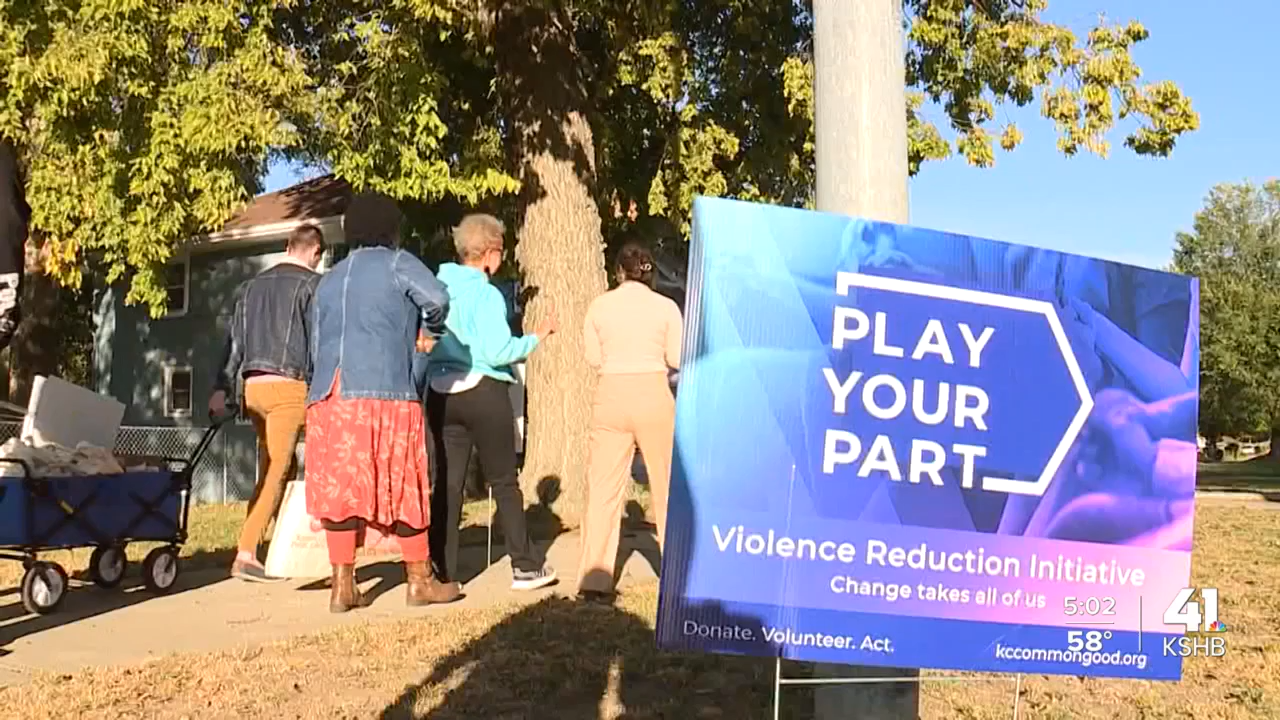 PLAY
YOUR
PART
Violence Reduction Initiative
Change takes all of us
Donate. Volunteer. Act.
kccommongood.org
5:02
58°
41
KSHB